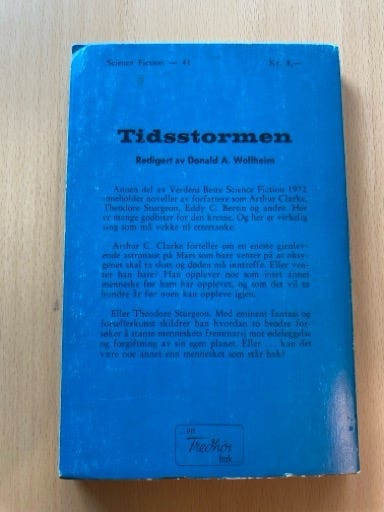 Science Fiction — 41 Kr. 8,—
Tidsstormen
Redigert av Donald A. Wollheim
Annen del av Verdens Beste Science Fiction 1972
inneholder noveller av forfattere som Arthur Clarke,
Theodore Sturgeon, Eddy C. Bertin og andre. Her
er mange godbiter for den kresne. Og her er virkelig
ting som må vekke til ettertanke.
Arthur C. Clarke forteller om en eneste gjenlev-
ende astronaut på Mars som bare venter på at oksy-
genet skal ta slutt og døden må inntreffe. Eller ven-
ter han bare? Han opplever noe som intet annet
menneske før ham har opplevet, og som det vil ta
hundre år før noen kan oppleve igjen.
Eller Theodore Sturgeon. Med eminent fantasi og
fortellerkunst skildrer han hvordan to brødre for-
søker å stanse menneskets fremmarsj mot ødeleggelse
og forgiftning av sin egen planet. Eller ... kan det
være noe annet enn mennesket som står bak?
en
Fredhøi
bok